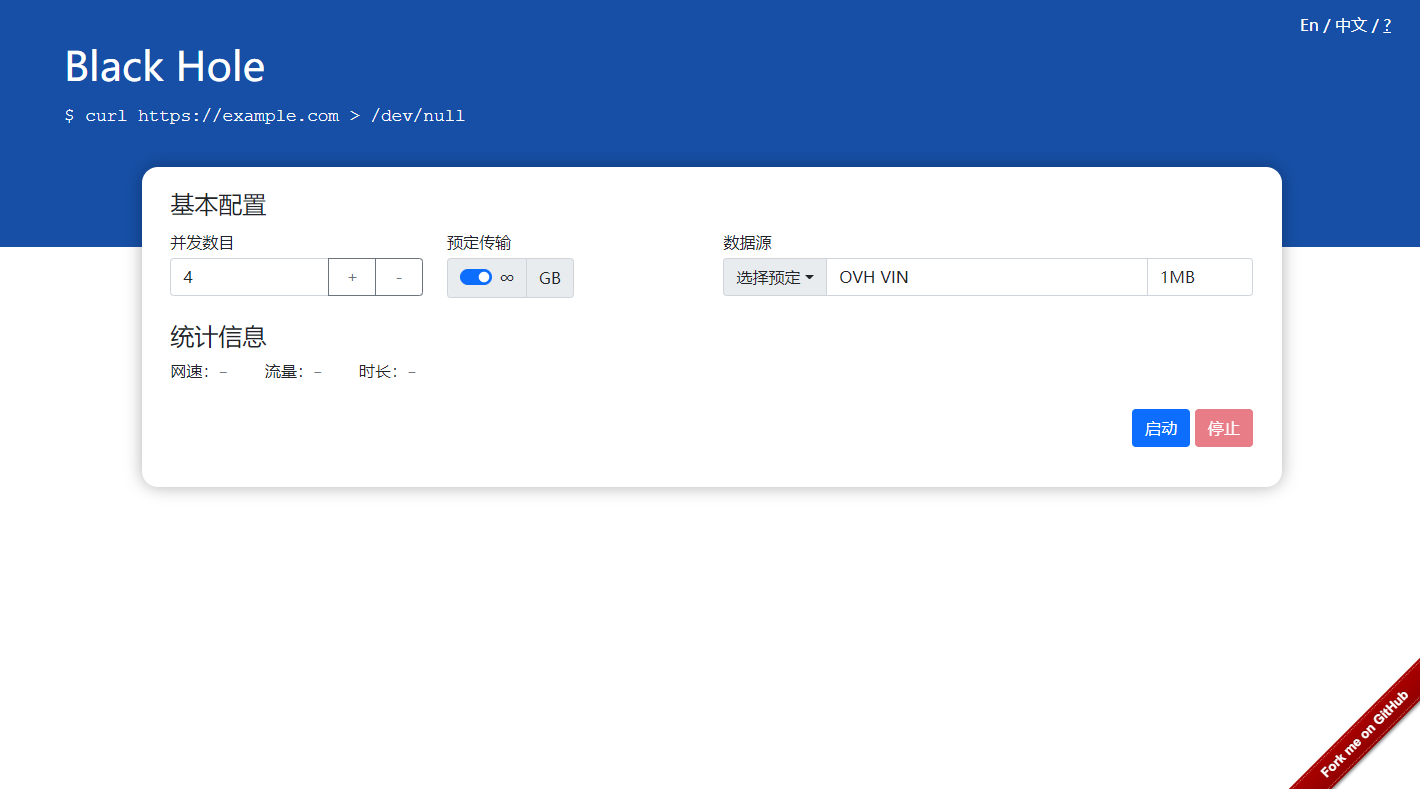 En / 中文 / ?
Black Hole
$ curl https://example.com > /dev/null
基本配置
并发数目 预定传输 数据源
4 + - ∞ GB 选择预定 OVH VIN 1MB
统计信息
网速： – 流量： – 时长： –
启动 停止
Fork me on GitHub